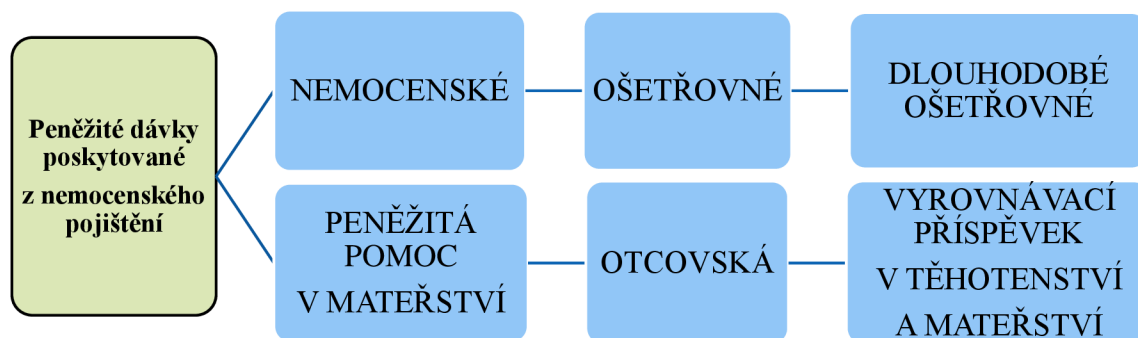 Peněžité dávky
poskytované
z nemocenského
pojištění
NEMOCENSKÉ
OŠETŘOVNÉ
DLOUHODOBÉ
OŠETŘOVNÉ
PENĚŽITÁ
POMOC
V MATEŘSTVÍ
OTCOVSKÁ
VYROVNÁVACÍ
PŘÍSPĚVEK
V TĚHOTENSTVÍ
A MATEŘSTVÍ